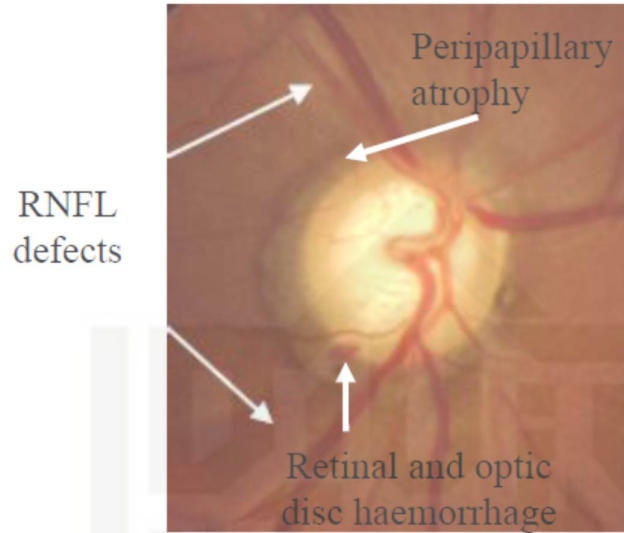 Peripapillary
atrophy
RNFL
defects
Retinal and optic
disc haemorrhage